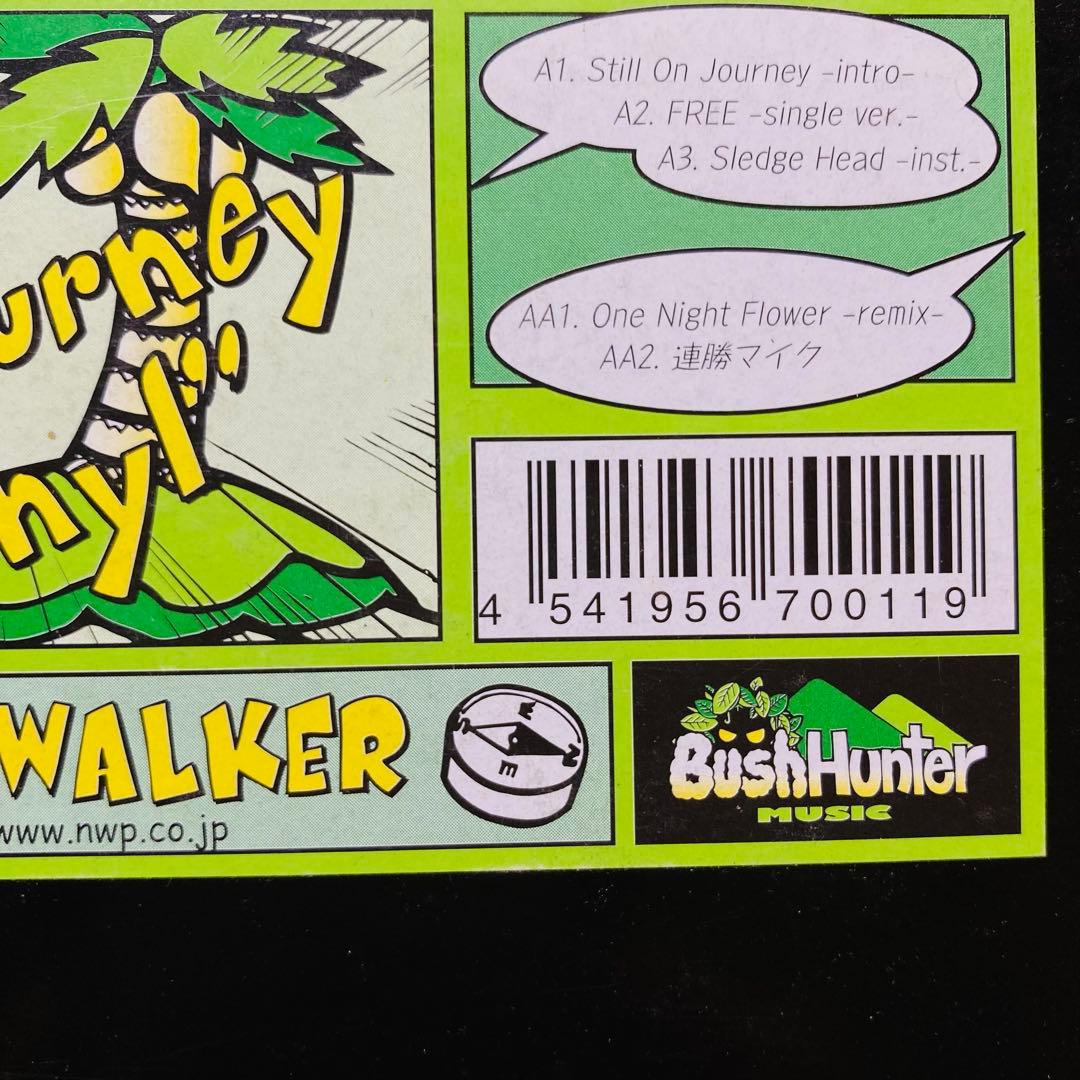 A1. Still On Journey -intro-
A2. FREE -single ver.-
A3. Sledge Head -inst.-
urney
nyl"
AA1. One Night Flower -remix-
AA2. 連勝マイク
4 541956 700119
WALKER
www.nwp.co.jp
BushHunter
MUSIC